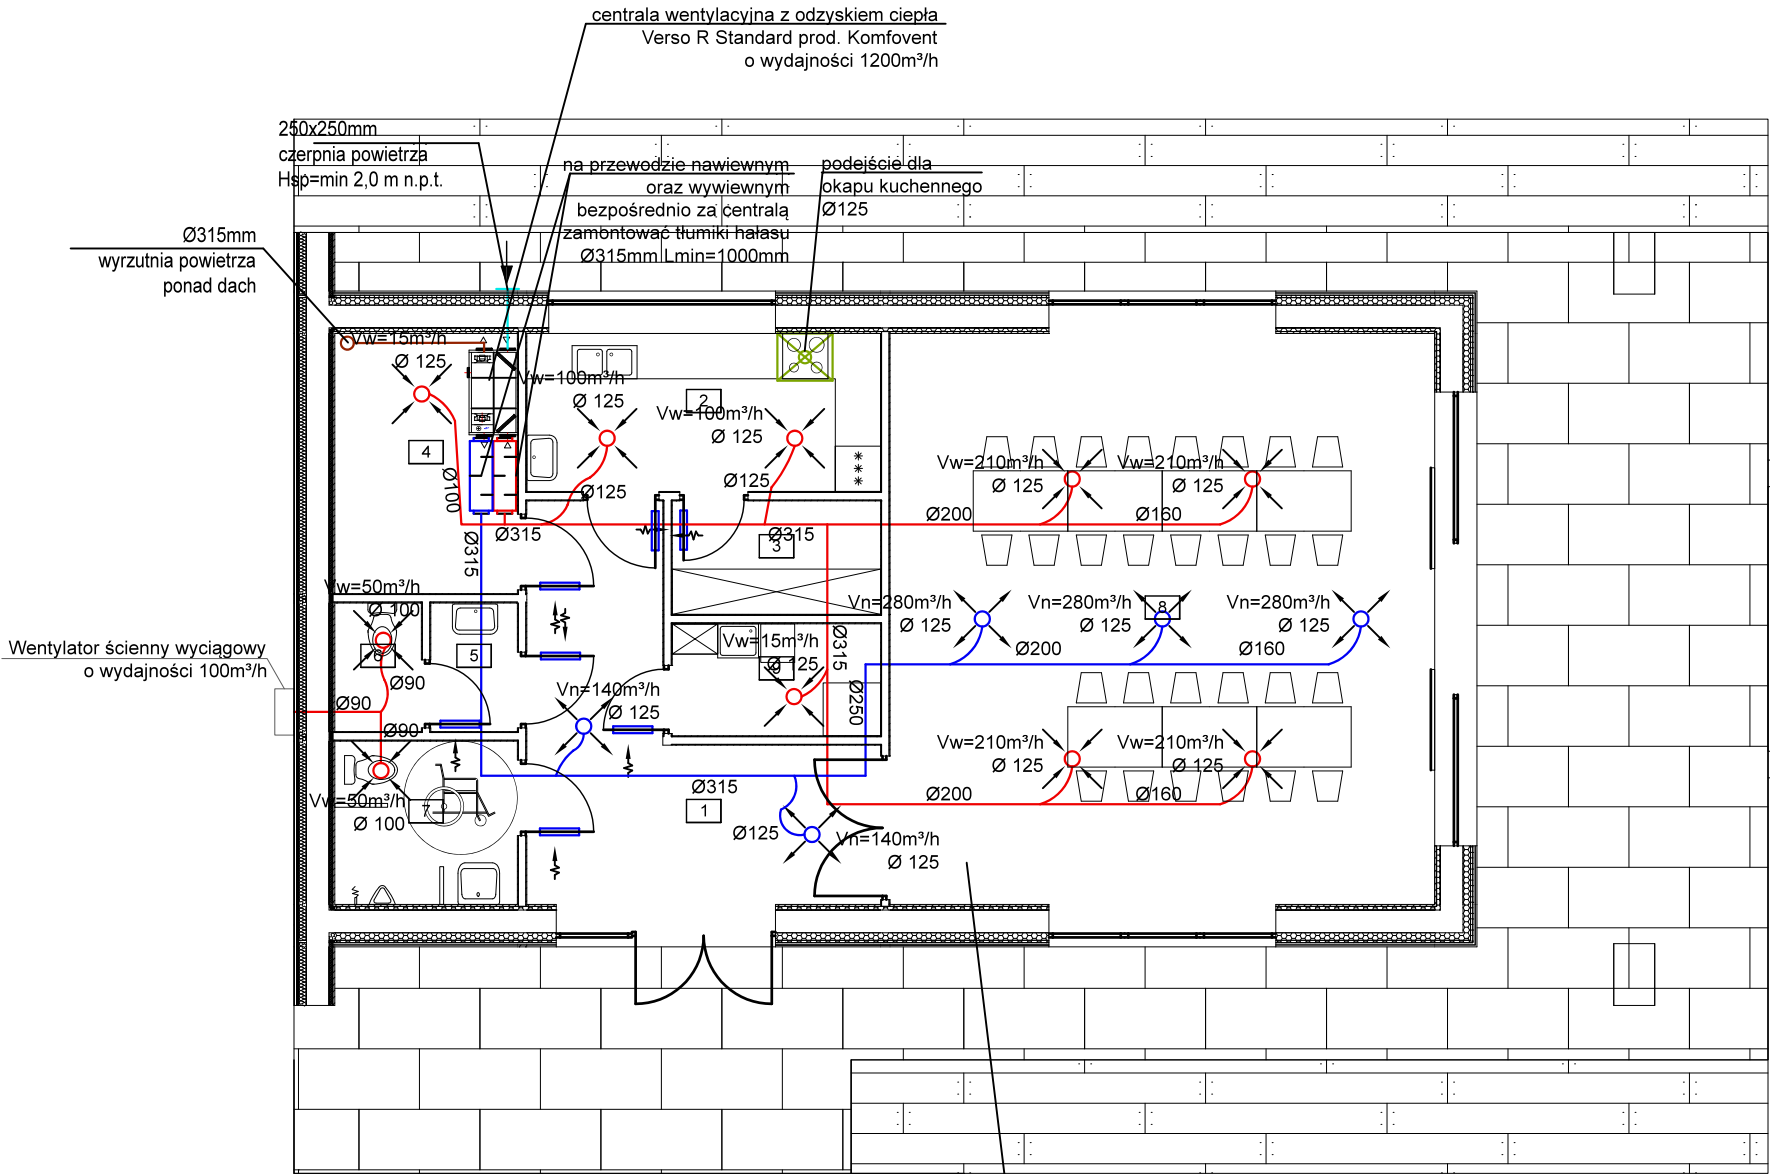 centrala wentylacyjna z odzyskiem ciepła
Verso R Standard prod. Komfovent
o wydajności 1200m³/h
250x250mm
czerpnia powietrza
Hsp=min 2,0 m n.p.t.
na przewodzie nawiewnym
oraz wywiewnym
bezpośrednio za centralą
zamontować tłumiki hałasu
Ø315mm Lmin=1000mm
podejście dla
okapu kuchennego
Ø125
Ø315mm
wyrzutnia powietrza
ponad dach
Vw=15m³/h
Ø 125
Vw=100m³/h
Ø 125
2
Vw=100m³/h
Ø 125
4
Ø100
Ø125
Ø125
Vw=210m³/h
Ø 125
Vw=210m³/h
Ø 125
Ø200
Ø160
Ø315
Ø315
Ø315
3
Vw=50m³/h
Ø 100
Vn=280m³/h
Ø 125
Vn=280m³/h
Ø 125
8
Vn=280m³/h
Ø 125
Wentylator ścienny wyciągowy
o wydajności 100m³/h
6
5
Vw=15m³/h
Ø 125
9
Ø315
Ø200
Ø160
Ø90
Ø90
Ø90
Vn=140m³/h
Ø 125
Ø250
Vw=210m³/h
Ø 125
Vw=210m³/h
Ø 125
Vw=50m³/h
Ø 100
7
Ø315
1
Ø200
Ø160
Ø125
Vn=140m³/h
Ø 125